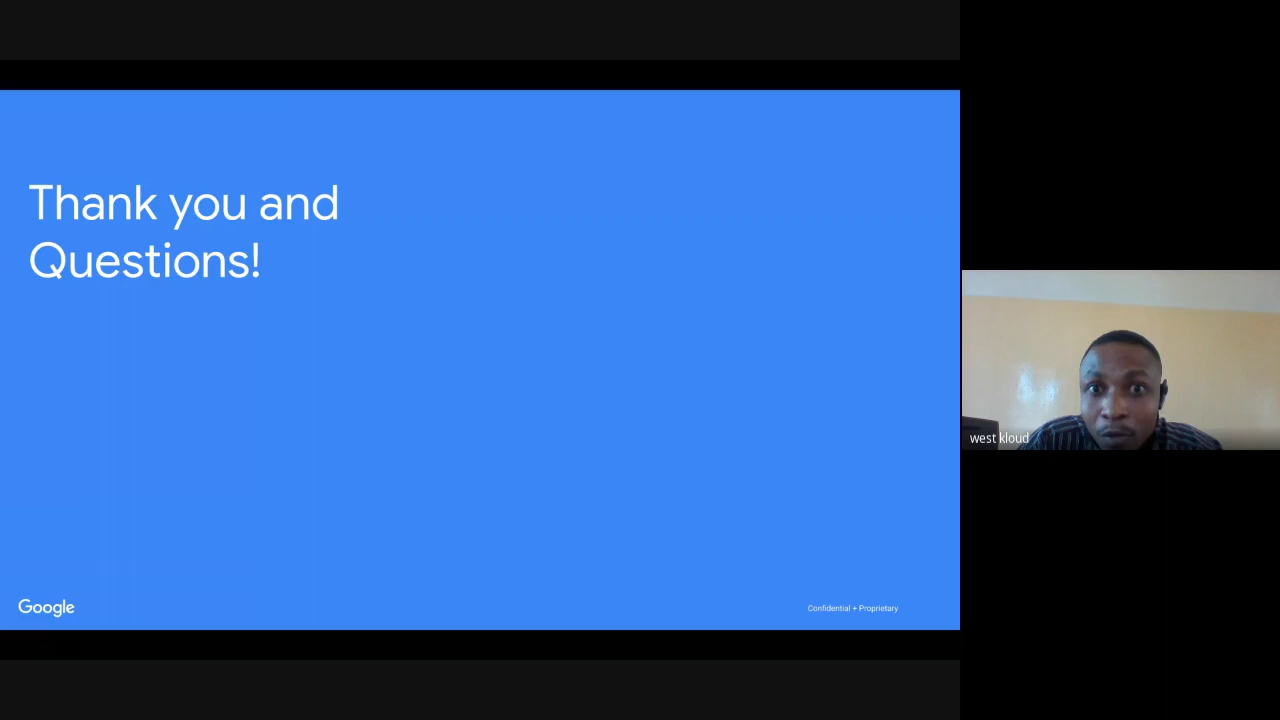 Thank you and
Questions!
west kloud
Google
Confidential + Proprietary